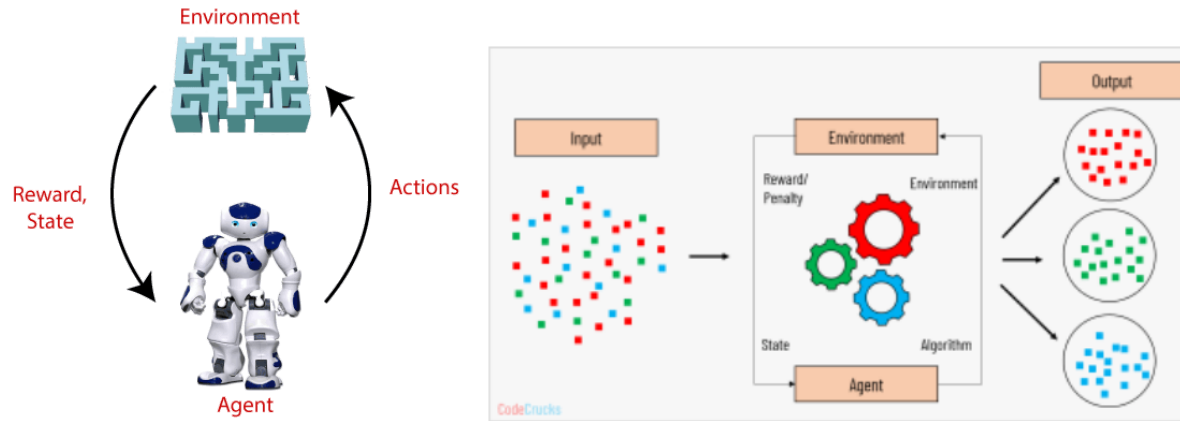 Environment
Reward,
State
Actions
Agent
Input
Environment
Reward/
Penalty
Environment
State
Algorithm
Agent
Output
CodeCrucks